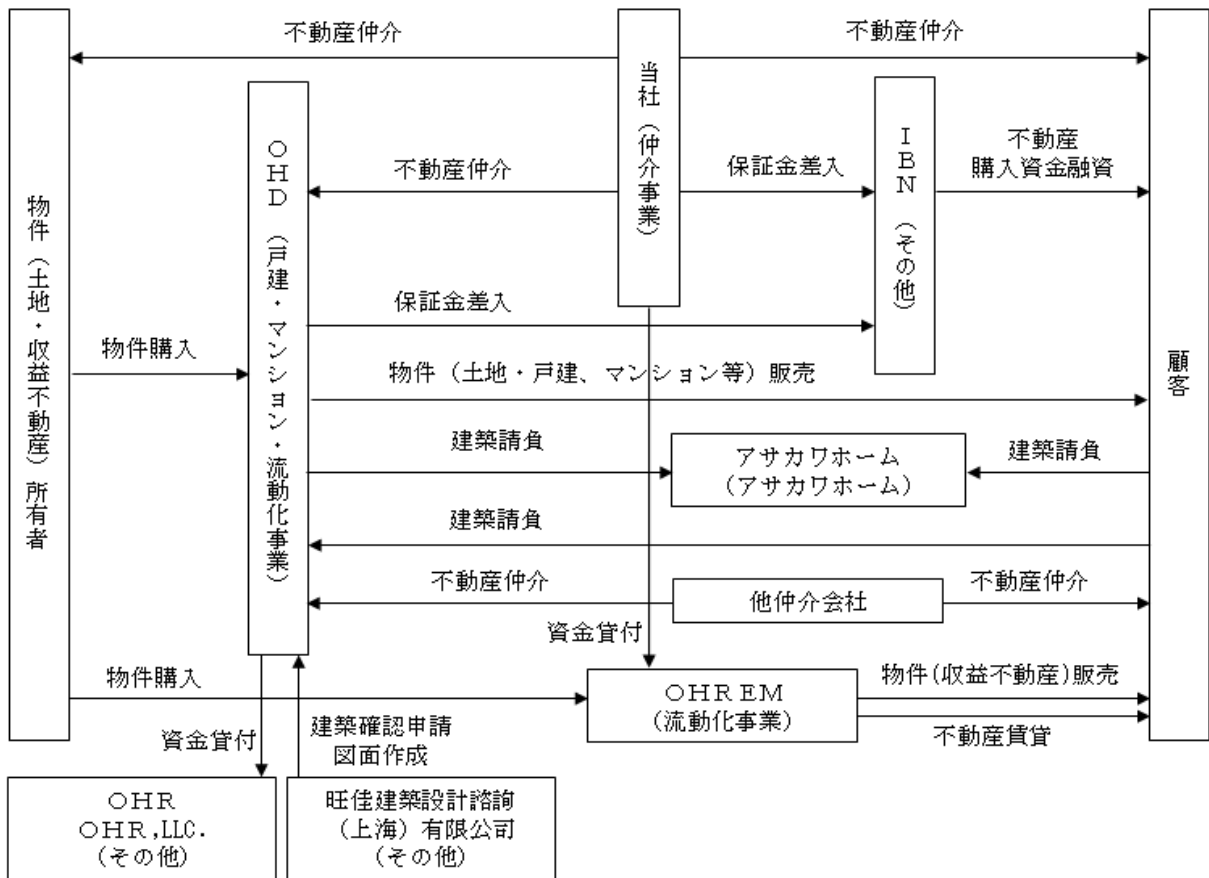 不動産仲介
不動産仲介
当社（仲介事業）
物件（土地・収益不動産）所有者
OHD（戸建・マンション・流動化事業）
IBN（その他）
顧客
不動産仲介
保証金差入
不動産
購入資金融資
保証金差入
物件購入
物件（土地・戸建、マンション等）販売
建築請負
アサカワホーム
（アサカワホーム）
建築請負
建築請負
不動産仲介
他仲介会社
不動産仲介
資金貸付
物件購入
OHREM
（流動化事業）
物件(収益不動産)販売
不動産賃貸
資金貸付
建築確認申請
図面作成
OHR
OHR,LLC.
（その他）
旺佳建築設計諮詢
（上海）有限公司
（その他）